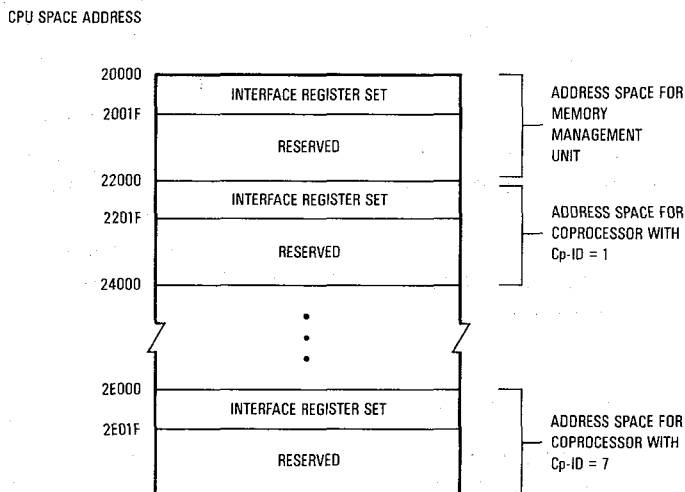 CPU SPACE ADDRESS
20000
INTERFACE REGISTER SET
2001F
RESERVED
ADDRESS SPACE FOR
MEMORY
MANAGEMENT
UNIT
22000
INTERFACE REGISTER SET
2201F
RESERVED
24000
ADDRESS SPACE FOR
COPROCESSOR WITH
Cp-ID = 1
2E000
INTERFACE REGISTER SET
2E01F
RESERVED
ADDRESS SPACE FOR
COPROCESSOR WITH
Cp-ID = 7